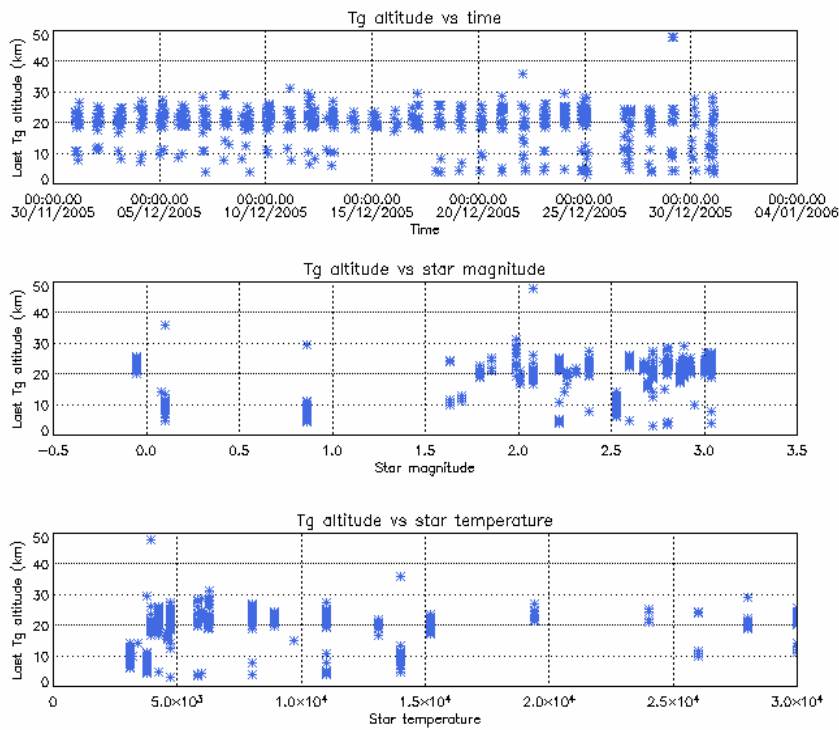 Tg altitude vs time
Last Tg altitude (km)
50
40
30
20
10
0
00:00.00 00:00.00 00:00.00 00:00.00 00:00.00 00:00.00 00:00.00 00:00.00
30/11/2005 05/12/2005 10/12/2005 15/12/2005 20/12/2005 25/12/2005 30/12/2005 04/01/2006
Time
Tg altitude vs star magnitude
Last Tg altitude (km)
50
40
30
20
10
0
-0.5 0.0 0.5 1.0 1.5 2.0 2.5 3.0 3.5
Star magnitude
Tg altitude vs star temperature
Last Tg altitude (km)
50
40
30
20
10
0
0 5.0×10³ 1.0×10⁴ 1.5×10⁴ 2.0×10⁴ 2.5×10⁴ 3.0×10⁴
Star temperature